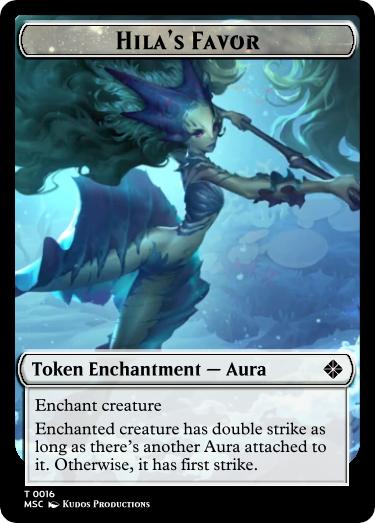 Hila's Favor
Token Enchantment — Aura
Enchant creature
Enchanted creature has double strike as
long as there's another Aura attached to
it. Otherwise, it has first strike.
T 0016
MSC Kudos Productions